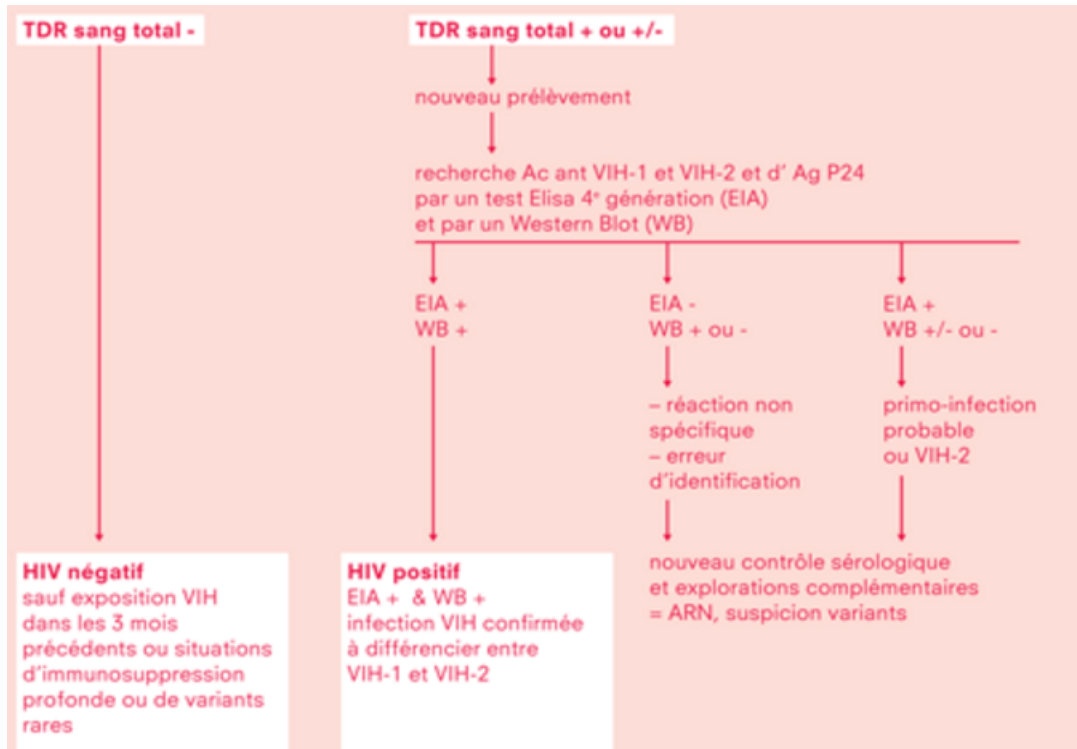 TDR sang total -
TDR sang total + ou +/-
nouveau prélèvement
recherche Ac ant VIH-1 et VIH-2 et d' Ag P24
par un test Elisa 4e génération (EIA)
et par un Western Blot (WB)
EIA +
WB +
EIA -
WB + ou -
EIA +
WB +/- ou -
– réaction non
spécifique
– erreur
d'identification
primo-infection
probable
ou VIH-2
HIV négatif
sauf exposition VIH
dans les 3 mois
précédents ou situations
d'immunosuppression
profonde ou de variants
rares
HIV positif
EIA + & WB +
infection VIH confirmée
à différencier entre
VIH-1 et VIH-2
nouveau contrôle sérologique
et explorations complémentaires
= ARN, suspicion variants